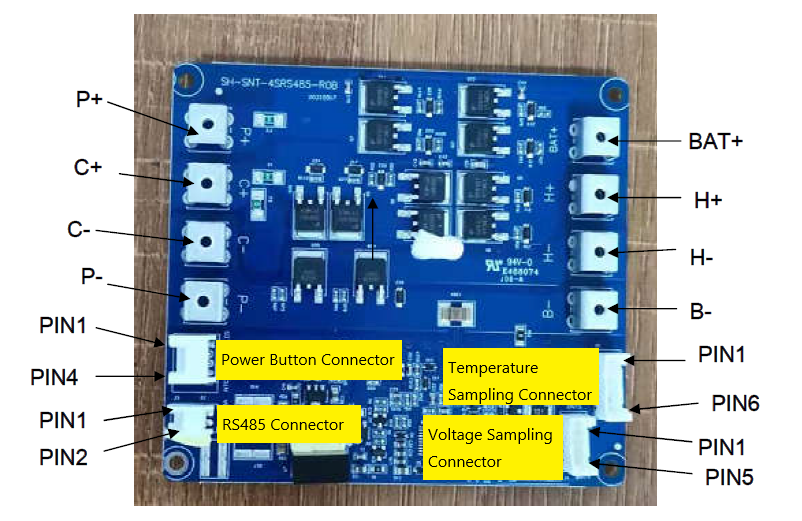 SH-SNT-4SRS485-R0B
P+
P+
C+
C+
C-
C-
P-
P-
BAT+
BAT+
H+
H+
H-
H-
B-
B-
94V-0
E468074
PIN1
PIN4
Power Button Connector
PIN1
PIN2
RS485 Connector
Temperature
Sampling Connector
PIN1
PIN6
Voltage Sampling
Connector
PIN1
PIN5